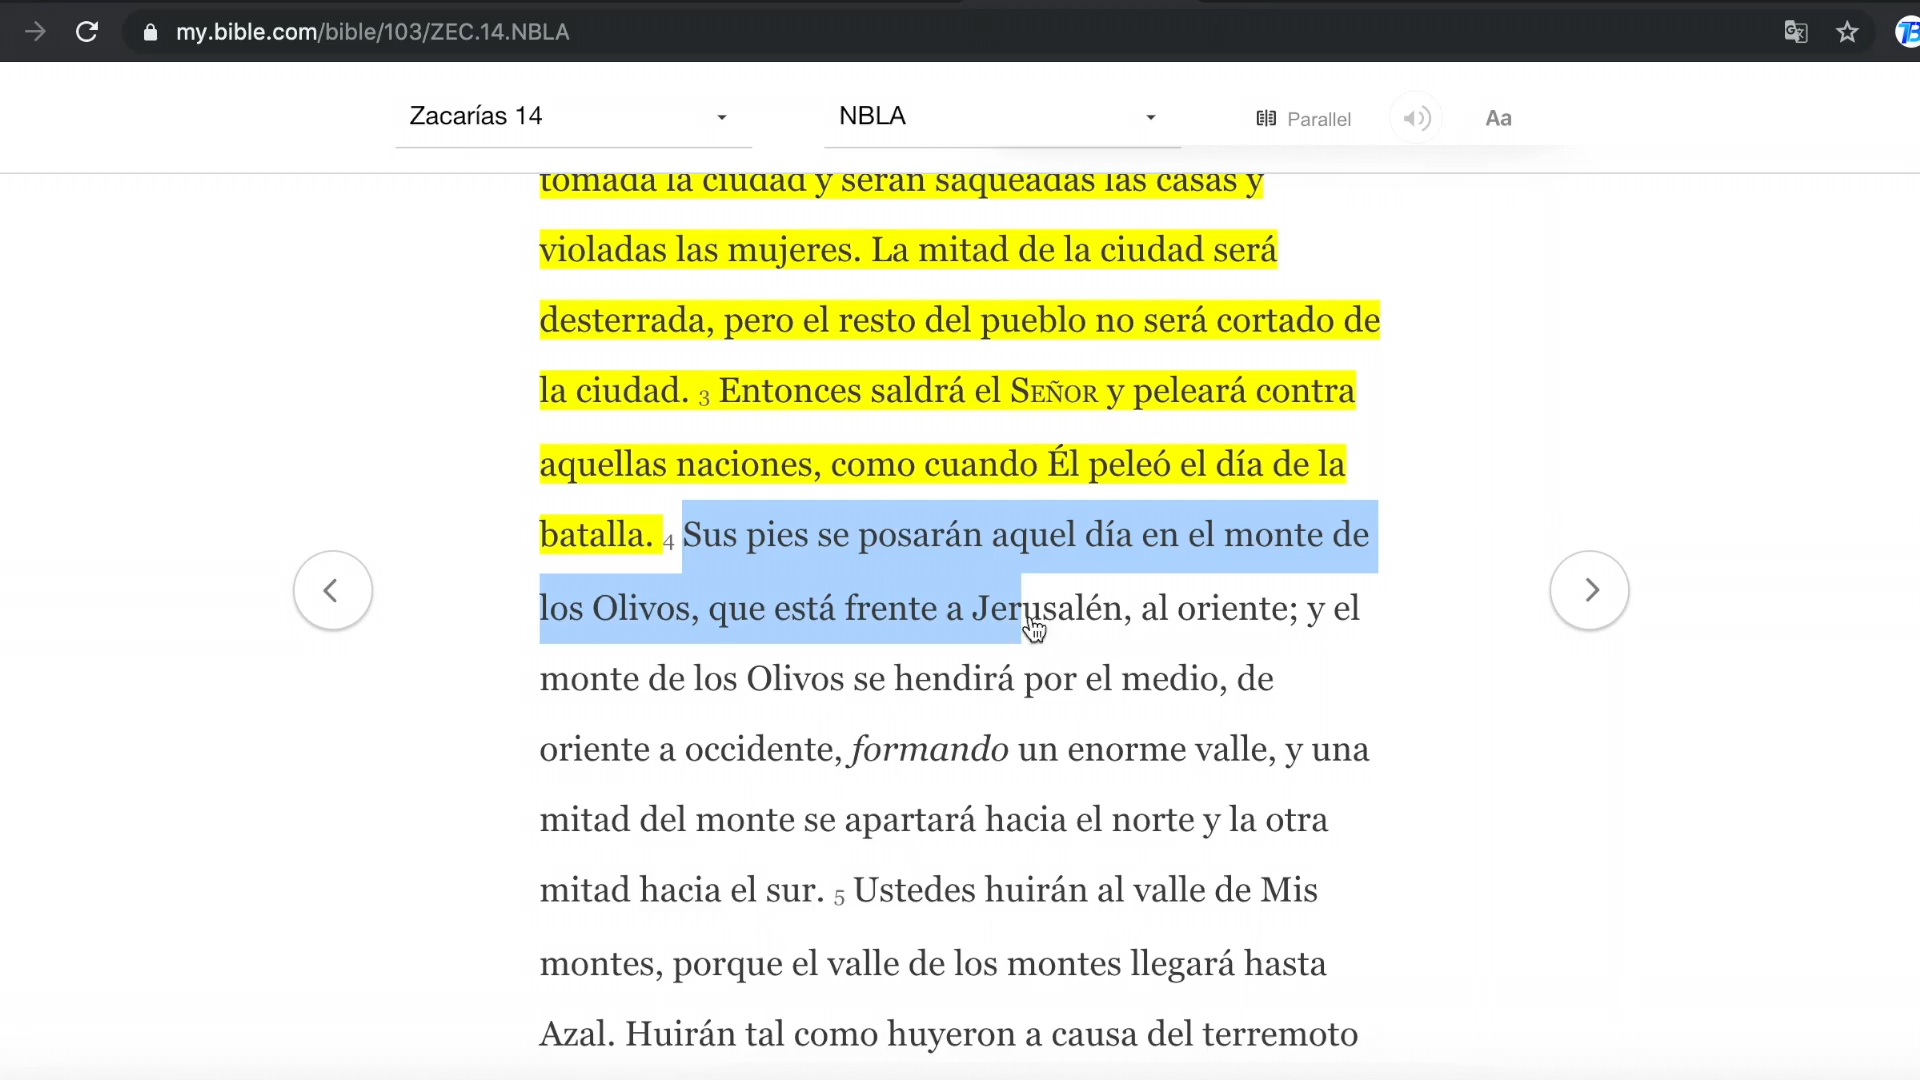 my.bible.com/bible/103/ZEC.14.NBLA
Zacarías 14
NBLA
Parallel
Aa
tomada la ciudad y serán saqueadas las casas y
violadas las mujeres. La mitad de la ciudad será
desterrada, pero el resto del pueblo no será cortado de
la ciudad. 3 Entonces saldrá el SEÑOR y peleará contra
aquellas naciones, como cuando Él peleó el día de la
batalla. 4 Sus pies se posarán aquel día en el monte de
los Olivos, que está frente a Jerusalén, al oriente; y el
monte de los Olivos se hendirá por el medio, de
oriente a occidente, formando un enorme valle, y una
mitad del monte se apartará hacia el norte y la otra
mitad hacia el sur. 5 Ustedes huirán al valle de Mis
montes, porque el valle de los montes llegará hasta
Azal. Huirán tal como huyeron a causa del terremoto